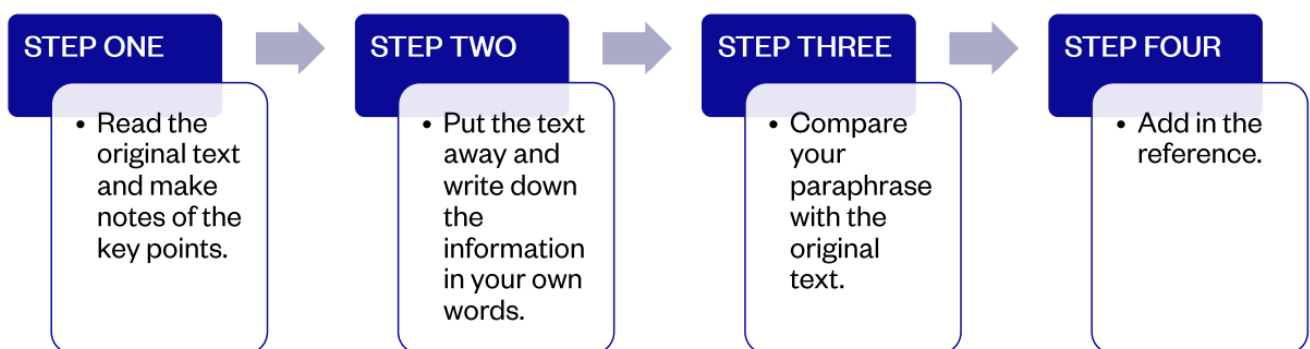 STEP ONE
• Read the
original text
and make
notes of the
key points.
STEP TWO
• Put the text
away and
write down
the
information
in your own
words.
STEP THREE
• Compare
your
paraphrase
with the
original
text.
STEP FOUR
• Add in the
reference.